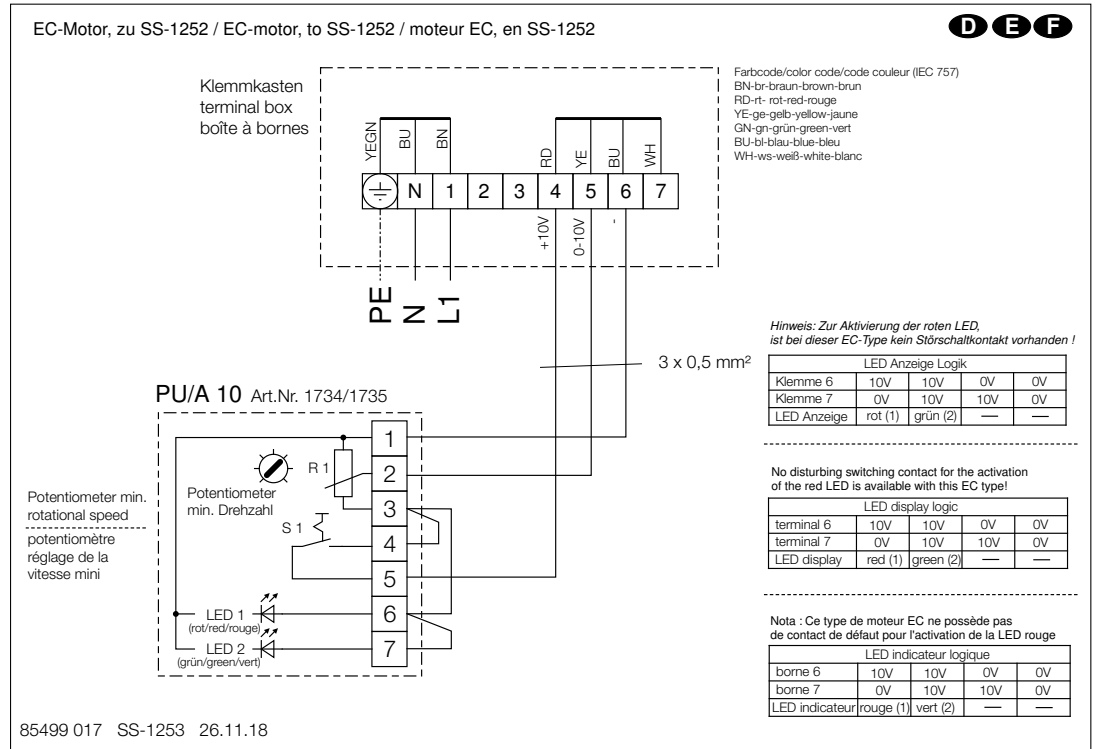 EC-Motor, zu SS-1252 / EC-motor, to SS-1252 / moteur EC, en SS-1252
D E F
Klemmkasten
terminal box
boîte à bornes
Farbcode/color code/code couleur (IEC 757)
BN-br-braun-brown-brun
RD-rt- rot-red-rouge
YE-ge-gelb-yellow-jaune
GN-gn-grün-green-vert
BU-bl-blau-blue-bleu
WH-ws-weiß-white-blanc
YEGN BU BN RD YE BU WH
N 1 2 3 4 5 6 7
+10V 0-10V -
PE N L1
3 x 0,5 mm²
PU/A 10 Art.Nr. 1734/1735
1
2
3
4
5
6
7
R 1
Potentiometer
min. Drehzahl
S 1
Potentiometer min.
rotational speed
potentiomètre
réglage de la
vitesse mini
LED 1
(rot/red/rouge)
LED 2
(grün/green/vert)
Hinweis: Zur Aktivierung der roten LED,
ist bei dieser EC-Type kein Störschaltkontakt vorhanden !
LED Anzeige Logik
Klemme 6 10V 10V 0V 0V
Klemme 7 0V 10V 10V 0V
LED Anzeige rot (1) grün (2) — —
No disturbing switching contact for the activation
of the red LED is available with this EC type!
LED display logic
terminal 6 10V 10V 0V 0V
terminal 7 0V 10V 10V 0V
LED display red (1) green (2) — —
Nota : Ce type de moteur EC ne possède pas
de contact de défaut pour l'activation de la LED rouge
LED indicateur logique
borne 6 10V 10V 0V 0V
borne 7 0V 10V 10V 0V
LED indicateur rouge (1) vert (2) — —
85499 017 SS-1253 26.11.18